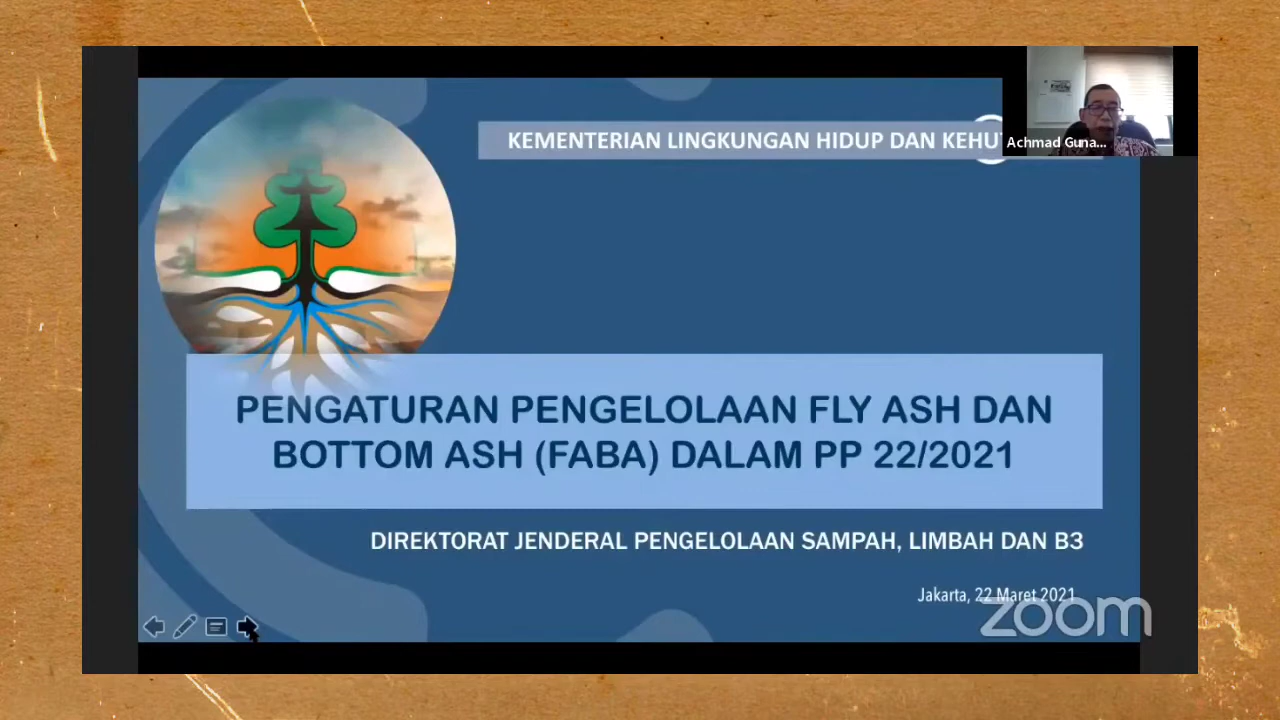 KEMENTERIAN LINGKUNGAN HIDUP DAN
Achmad Guna...
PENGATURAN PENGELOLAAN FLY ASH DAN
BOTTOM ASH (FABA) DALAM PP 22/2021
DIREKTORAT JENDERAL PENGELOLAAN SAMPAH, LIMBAH DAN B3
Jakarta, 22 Maret 2021
zoom